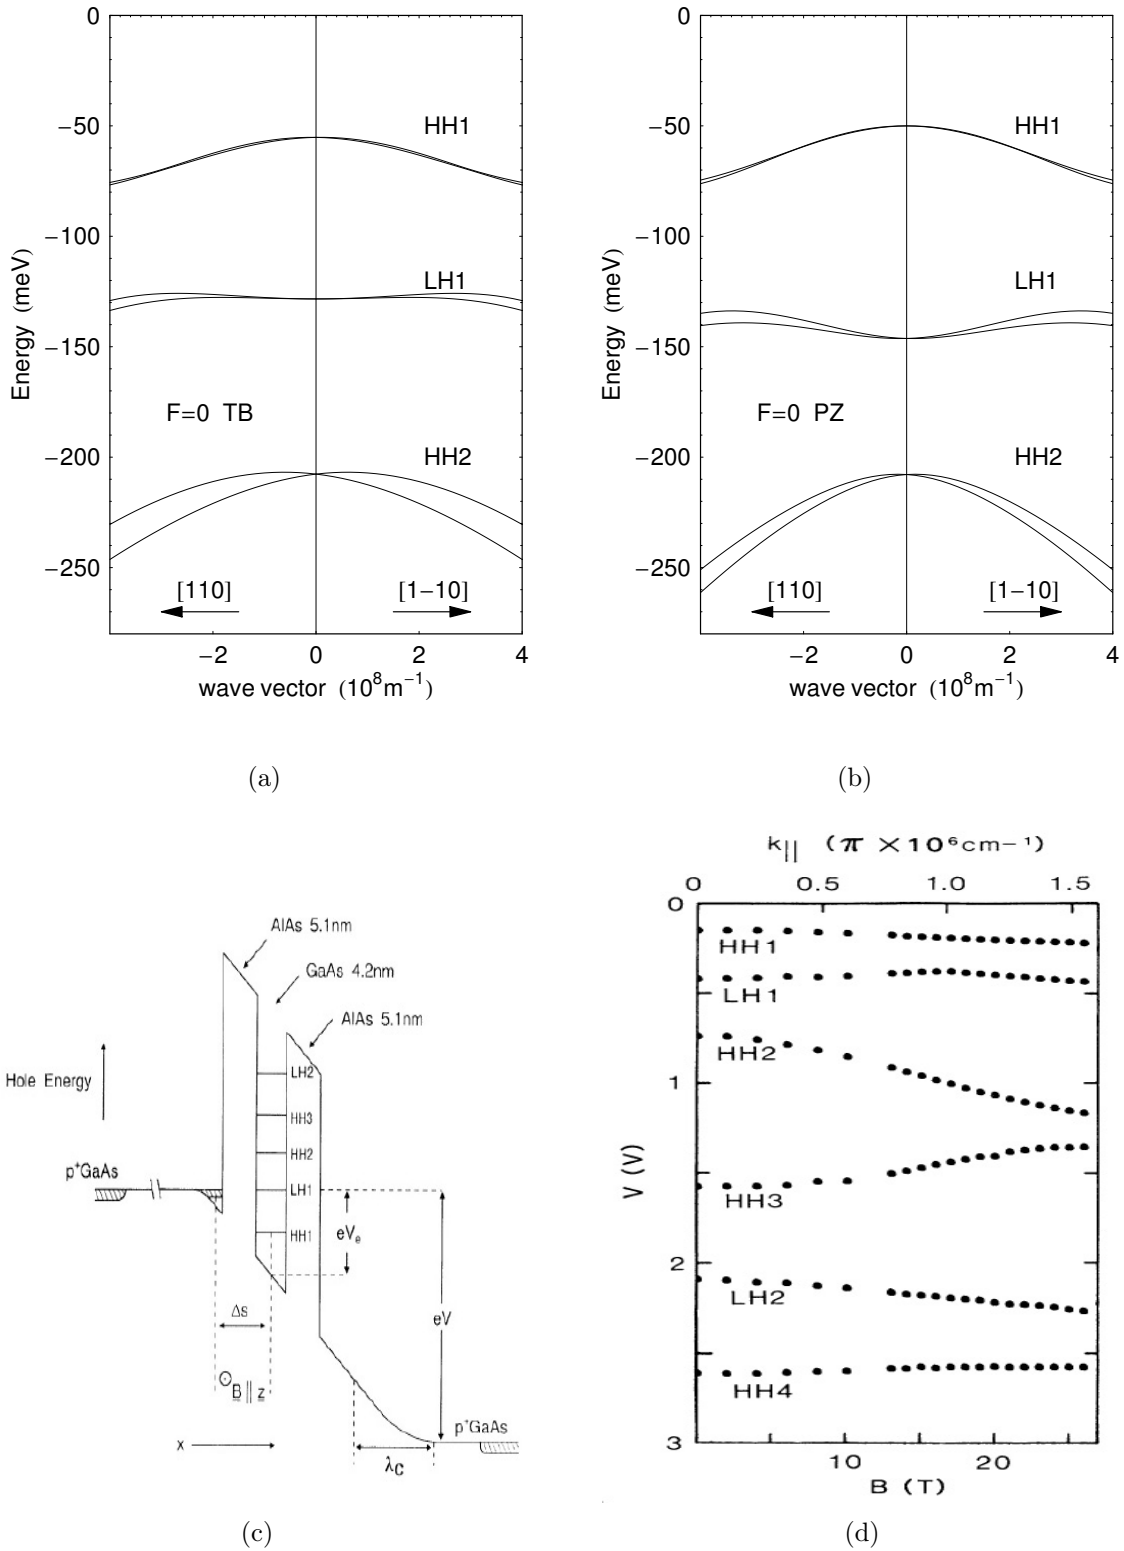 0
−50
−100
−150
−200
−250
Energy (meV)
HH1
LH1
HH2
F=0 TB
[110]
[1−10]
−2
0
2
4
wave vector (10⁸m⁻¹)
(a)
0
−50
−100
−150
−200
−250
Energy (meV)
HH1
LH1
HH2
F=0 PZ
[110]
[1−10]
−2
0
2
4
wave vector (10⁸m⁻¹)
(b)
AlAs 5.1nm
GaAs 4.2nm
AlAs 5.1nm
Hole Energy
LH2
HH3
HH2
LH1
HH1
p⁺GaAs
eVₑ
eV
Δs
B ∥ z
x
λc
p⁺GaAs
(c)
k∥ (π ×10⁶cm⁻¹)
0
0.5
1.0
1.5
0
1
2
3
V (V)
HH1
LH1
HH2
HH3
LH2
HH4
10
20
B (T)
(d)